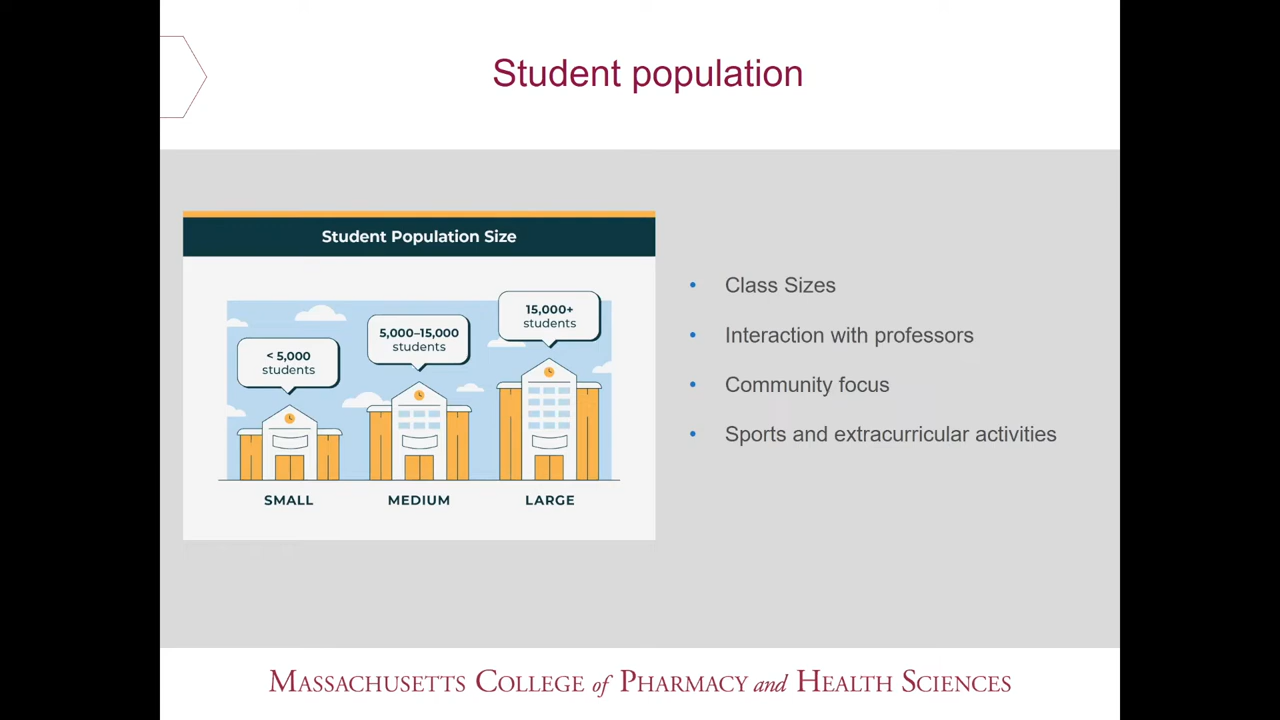 Student population
Student Population Size
< 5,000
students
5,000–15,000
students
15,000+
students
SMALL
MEDIUM
LARGE
• Class Sizes
• Interaction with professors
• Community focus
• Sports and extracurricular activities
MASSACHUSETTS COLLEGE of PHARMACY and HEALTH SCIENCES